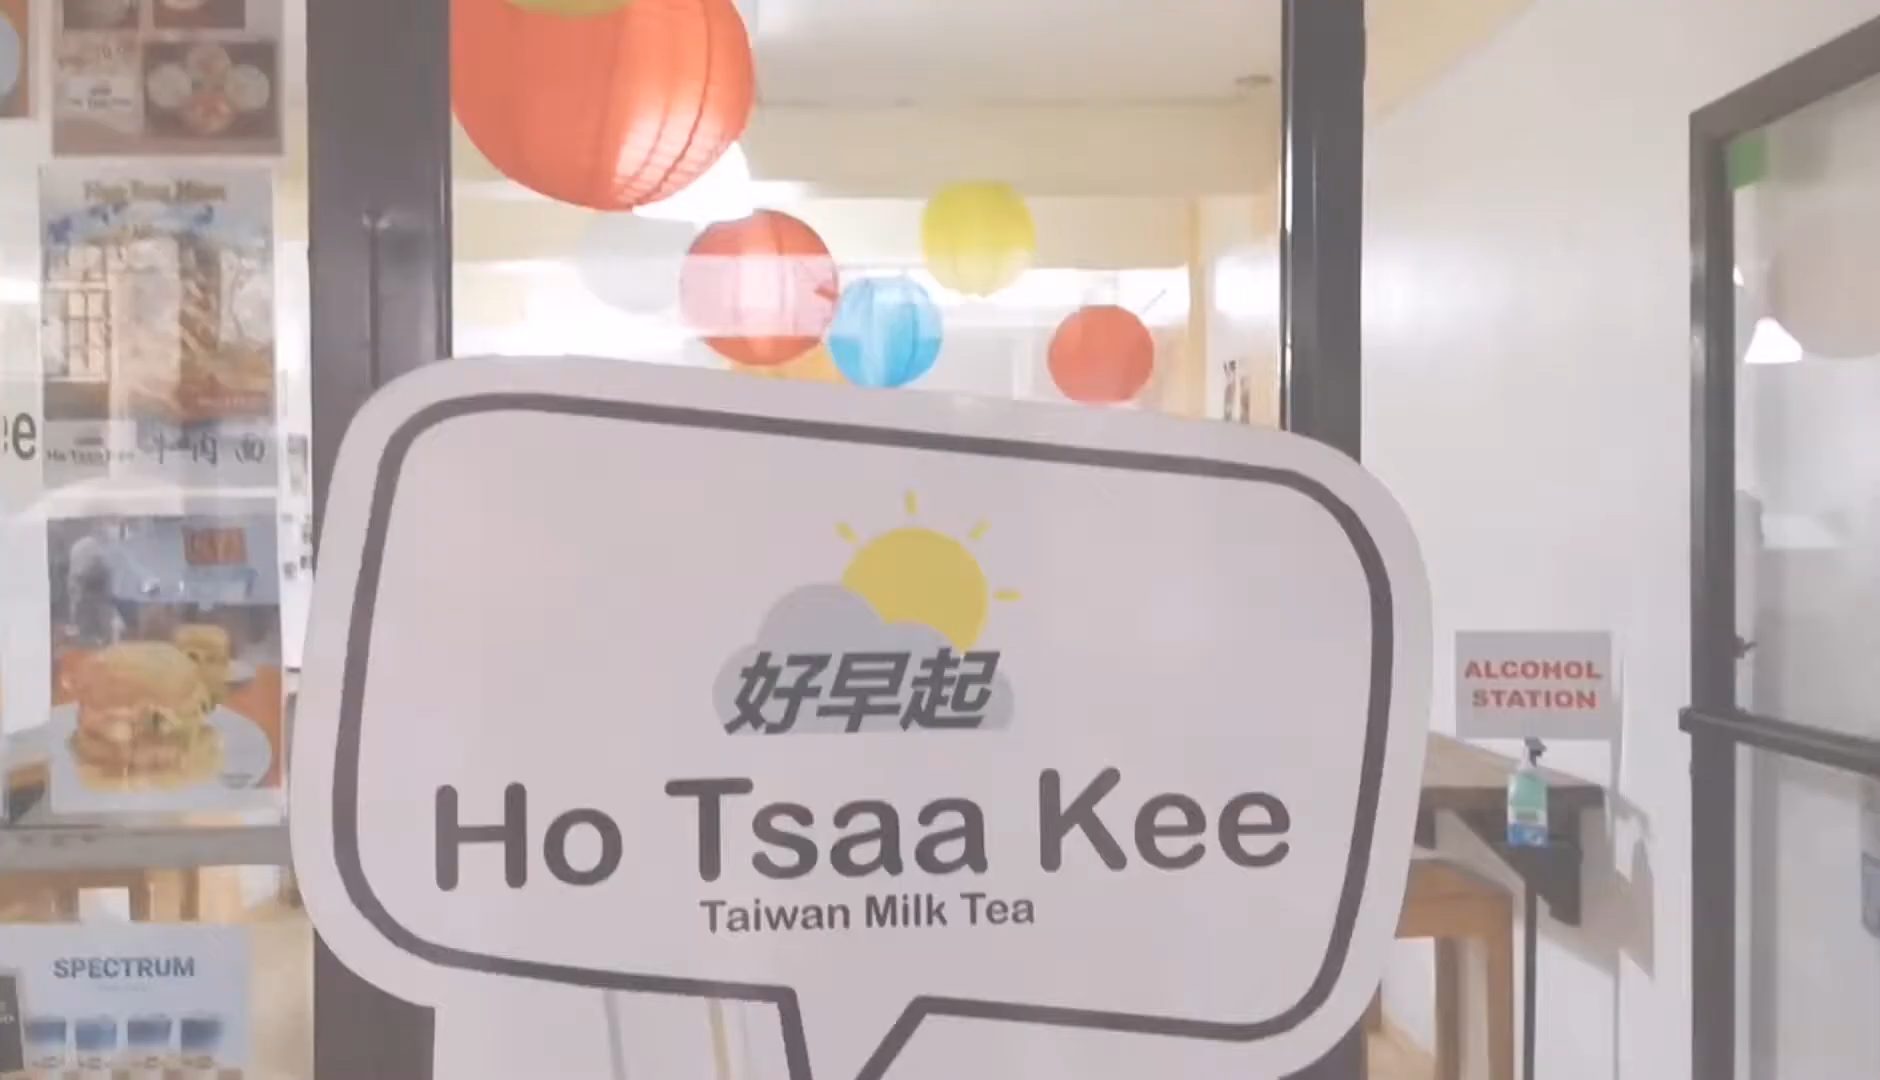 好早起
Ho Tsaa Kee
Taiwan Milk Tea
ALCOHOL
STATION
SPECTRUM